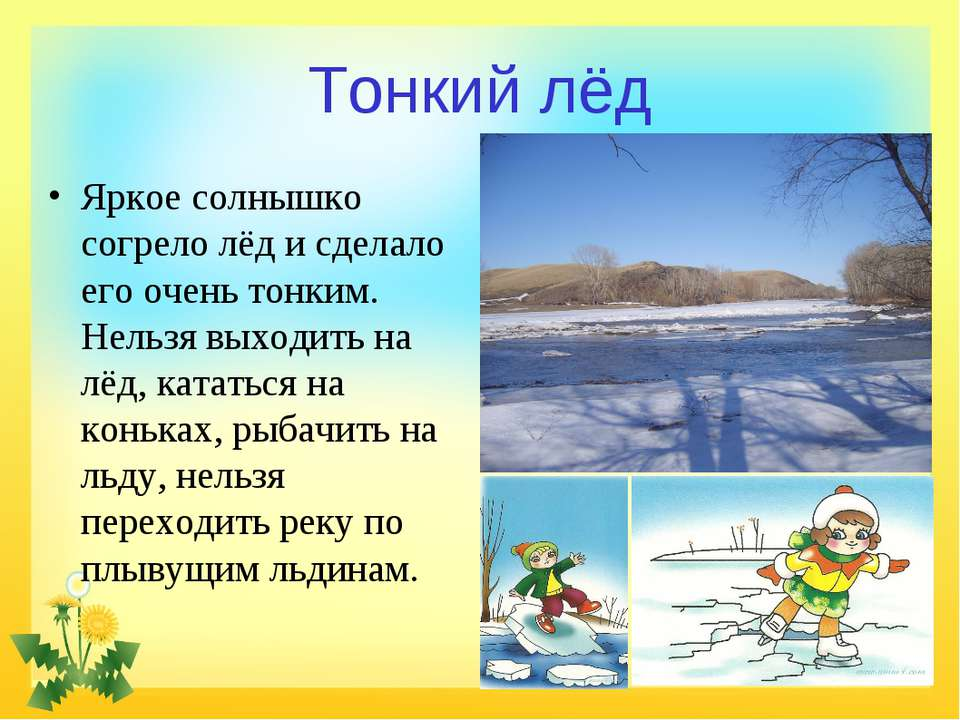 Тонкий лёд
• Яркое солнышко
согрело лёд и сделало
его очень тонким.
Нельзя выходить на
лёд, кататься на
коньках, рыбачить на
льду, нельзя
переходить реку по
плывущим льдинам.